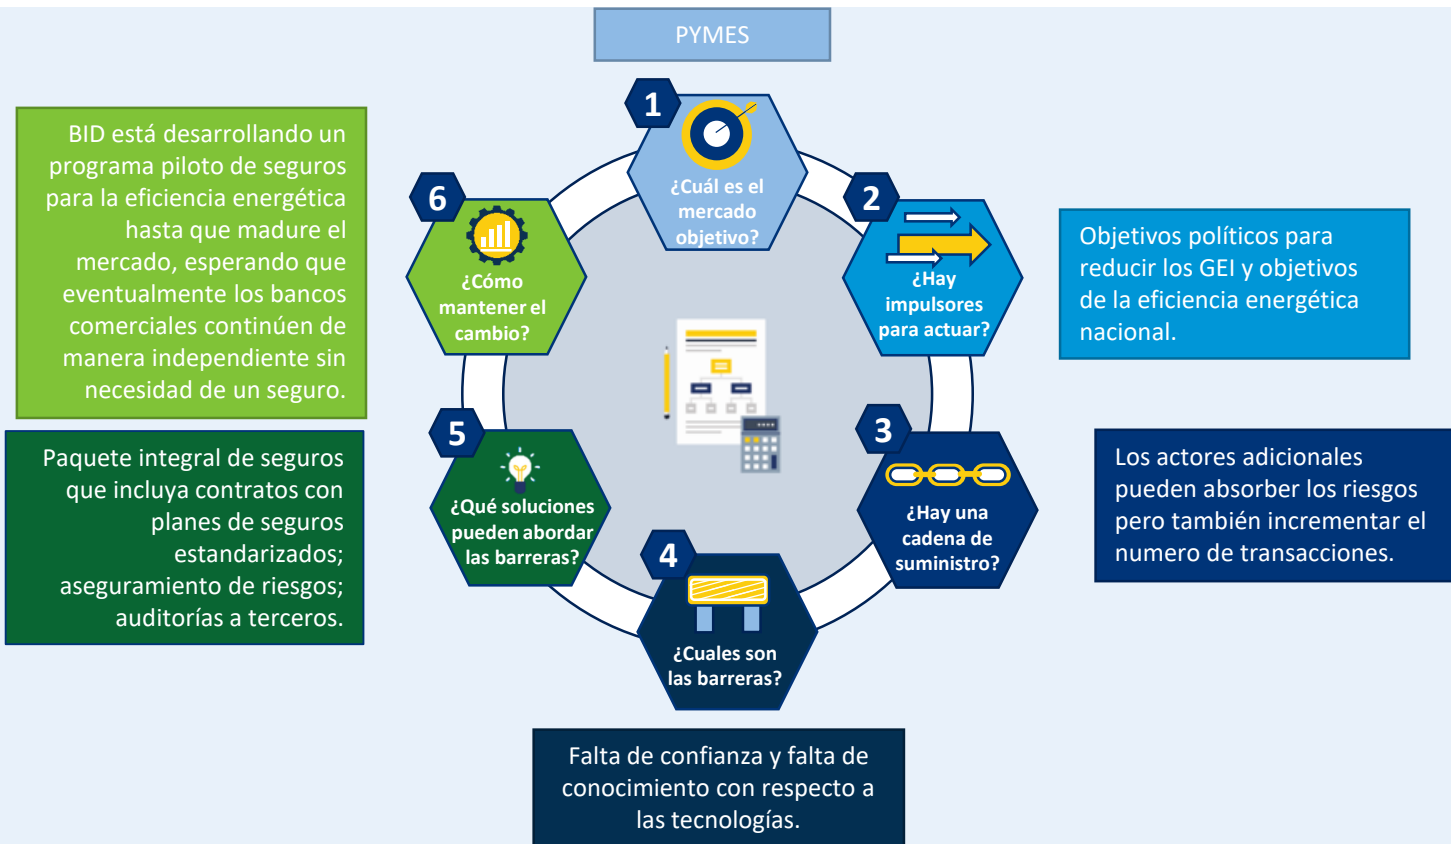 PYMES
1
¿Cuál es el
mercado
objetivo?
2
¿Hay
impulsores
para actuar?
Objetivos políticos para
reducir los GEI y objetivos
de la eficiencia energética
nacional.
3
¿Hay una
cadena de
suministro?
Los actores adicionales
pueden absorber los riesgos
pero también incrementar el
numero de transacciones.
4
¿Cuales son
las barreras?
Falta de confianza y falta de
conocimiento con respecto a
las tecnologías.
5
¿Qué soluciones
pueden abordar
las barreras?
Paquete integral de seguros
que incluya contratos con
planes de seguros
estandarizados;
aseguramiento de riesgos;
auditorías a terceros.
6
¿Cómo
mantener el
cambio?
BID está desarrollando un
programa piloto de seguros
para la eficiencia energética
hasta que madure el
mercado, esperando que
eventualmente los bancos
comerciales continúen de
manera independiente sin
necesidad de un seguro.